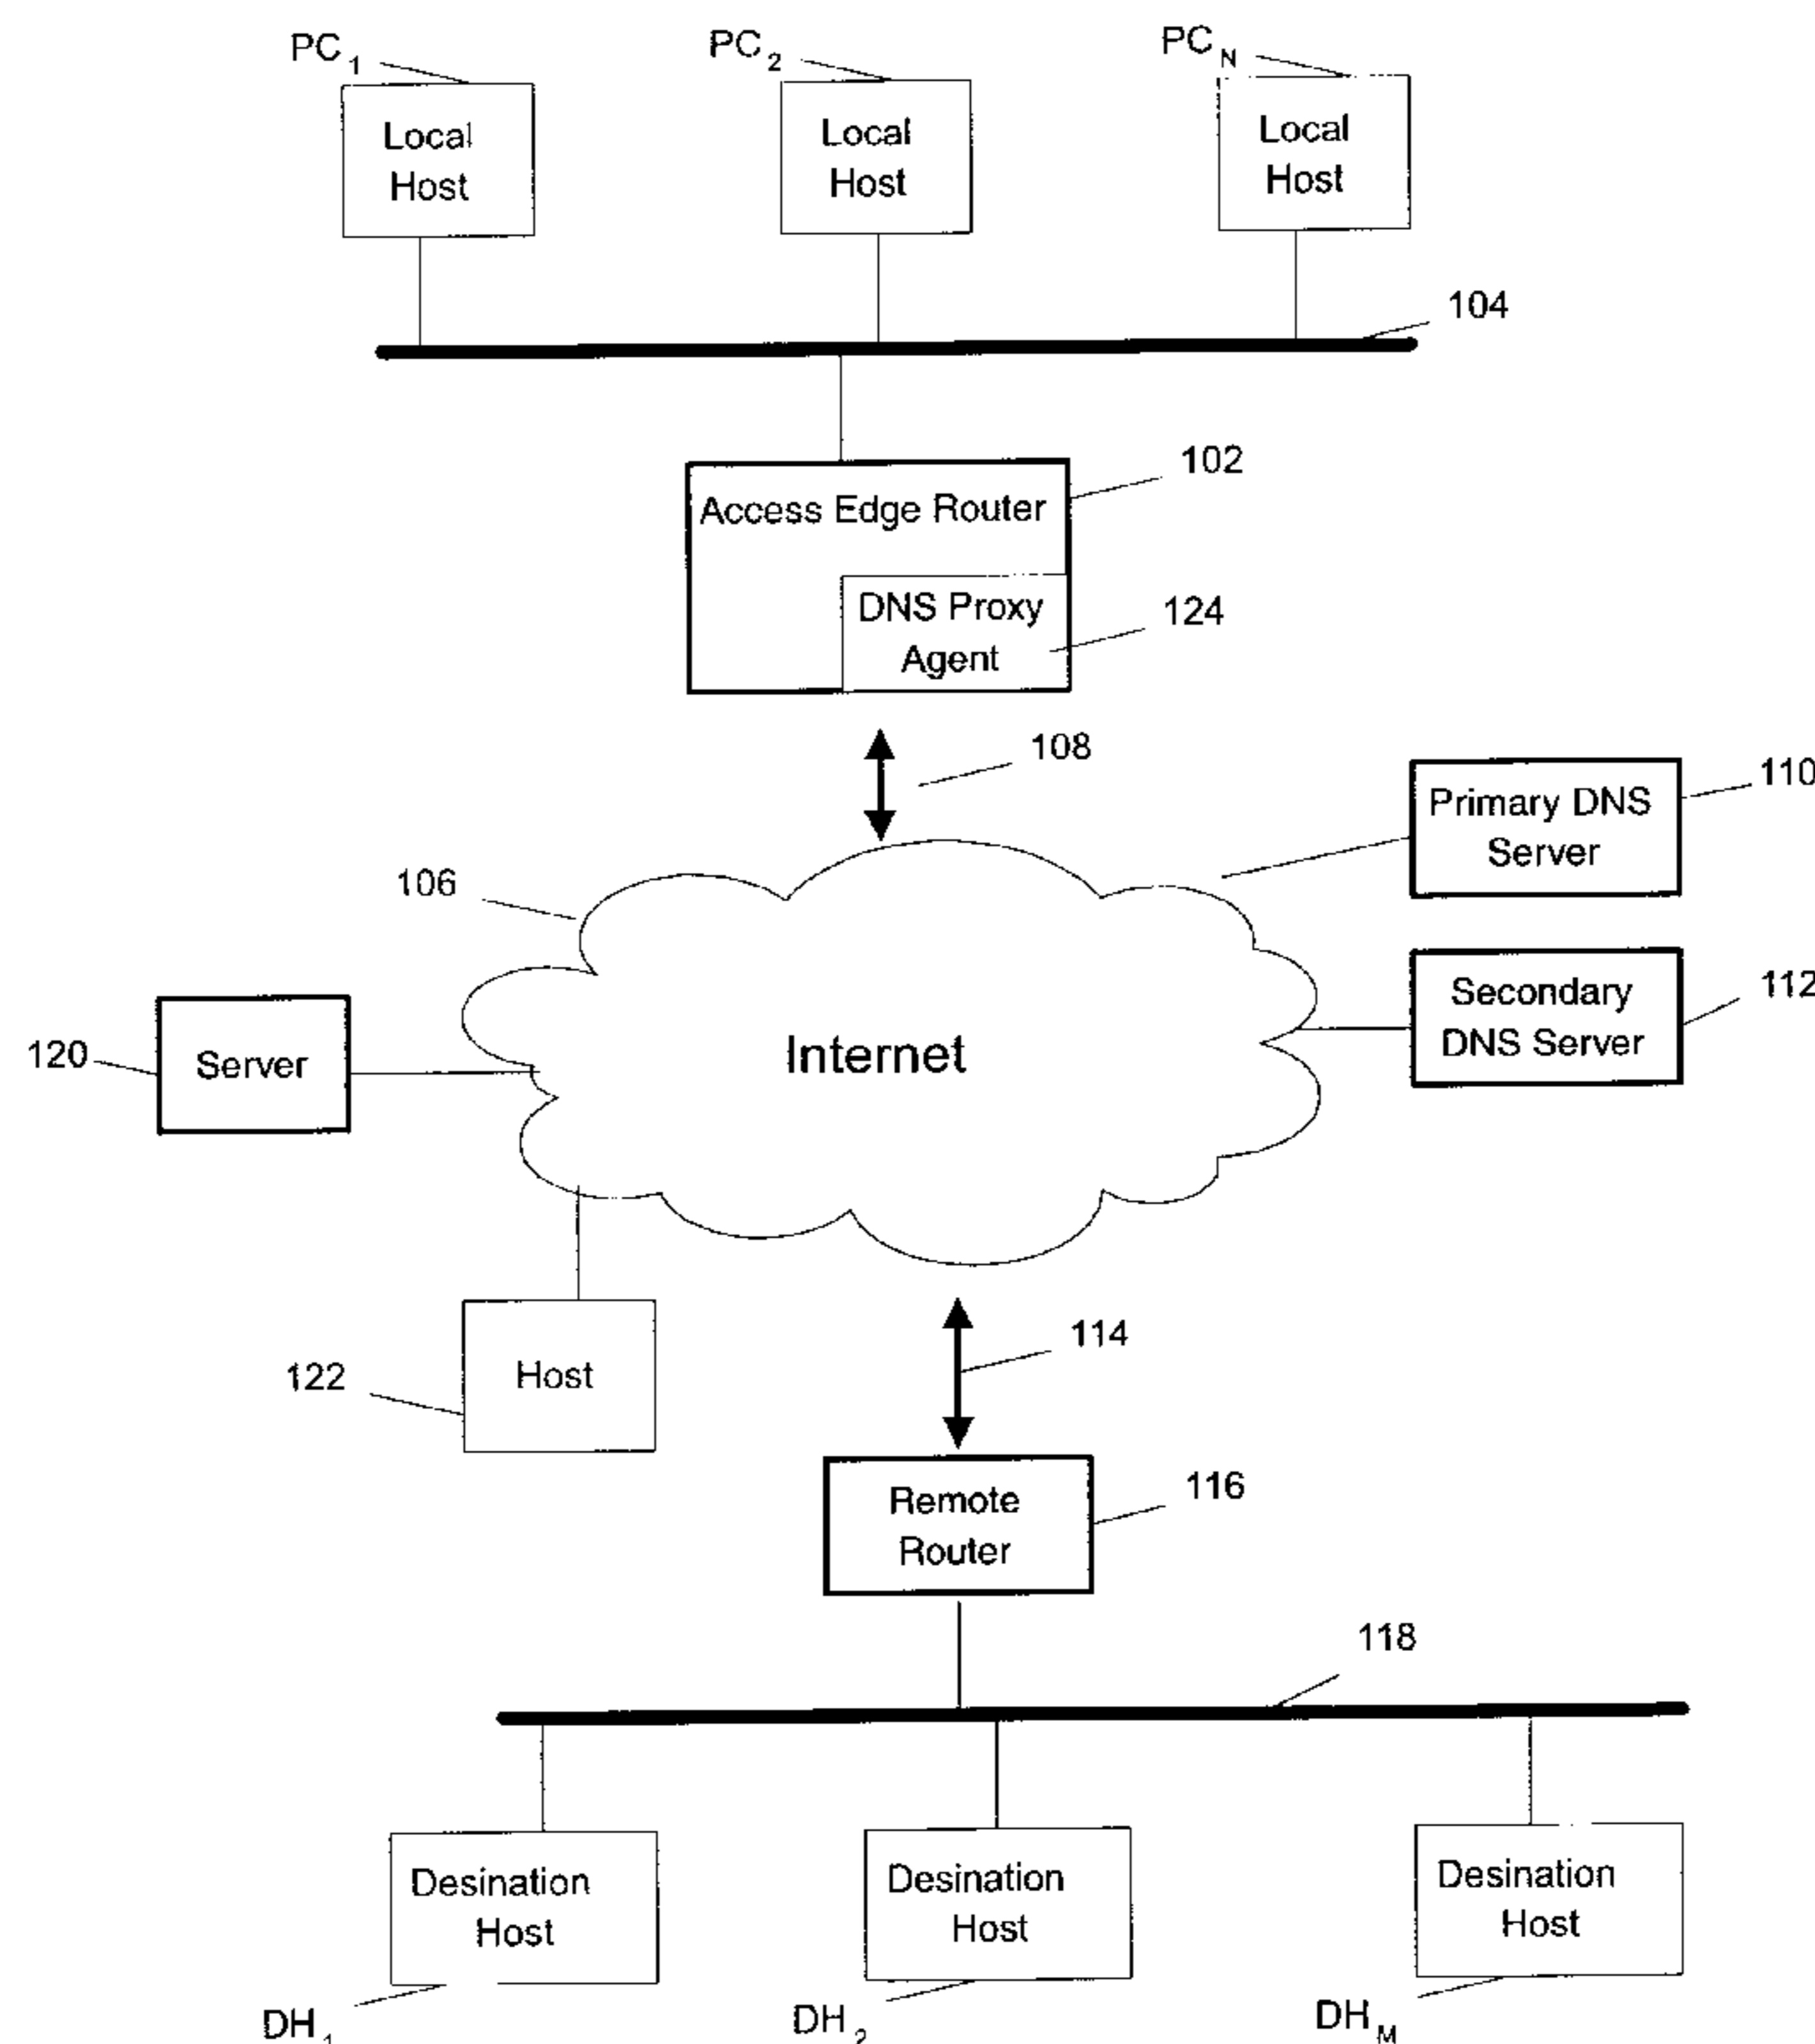 PC1
PC2
PCN
Local
Host
Local
Host
Local
Host
104
102
Access Edge Router
DNS Proxy
Agent
124
108
110
Primary DNS
Server
106
Secondary
DNS Server
112
Internet
120
Server
114
122
Host
116
Remote
Router
118
Desination
Host
Desination
Host
Desination
Host
DH1
DH2
DHM